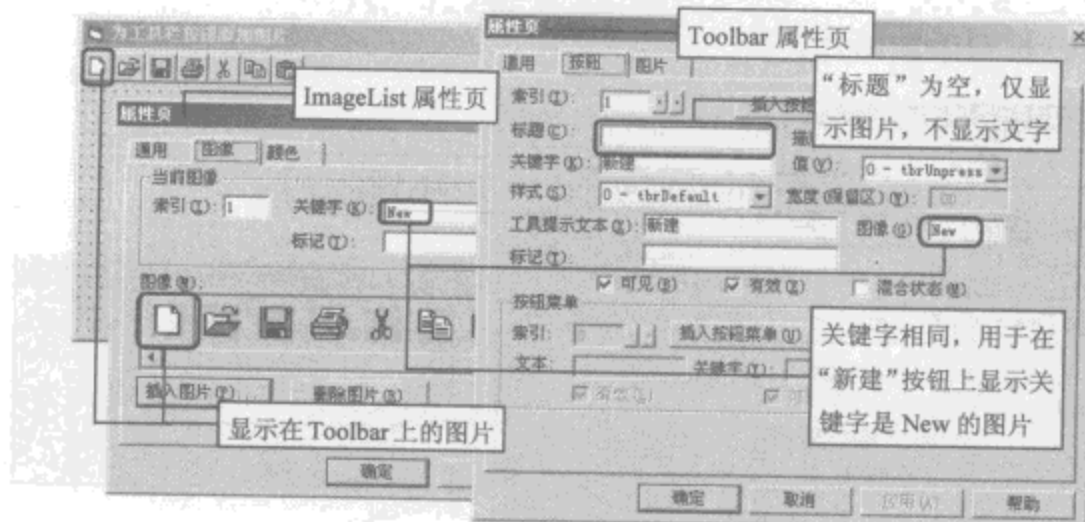 为工具栏按钮添加图片
ImageList 属性页
属性页
通用 图像 颜色
当前图像
索引(I): 1 关键字(K): New
标记(T):
图像(M):
插入图片(P)... 删除图片(R)
显示在 Toolbar 上的图片
确定
属性页
Toolbar 属性页
通用 按钮 图片
“标题”为空，仅显
示图片，不显示文字
索引(I): 1 插入按钮
标题(C):
关键字(K): 新建 值(V): 0 - tbrUnpress
样式(S): 0 - tbrDefault 宽度(保留区)(Y):
工具提示文本(X): 新建 图像(G): New
标记(T):
可见(B) 有效(E) 混合状态(M)
按钮菜单
索引: 插入按钮菜单(U)
文本: 关键字(Y):
有效(L)
关键字相同，用于在
“新建”按钮上显示关
键字是 New 的图片
确定 取消 应用(A) 帮助